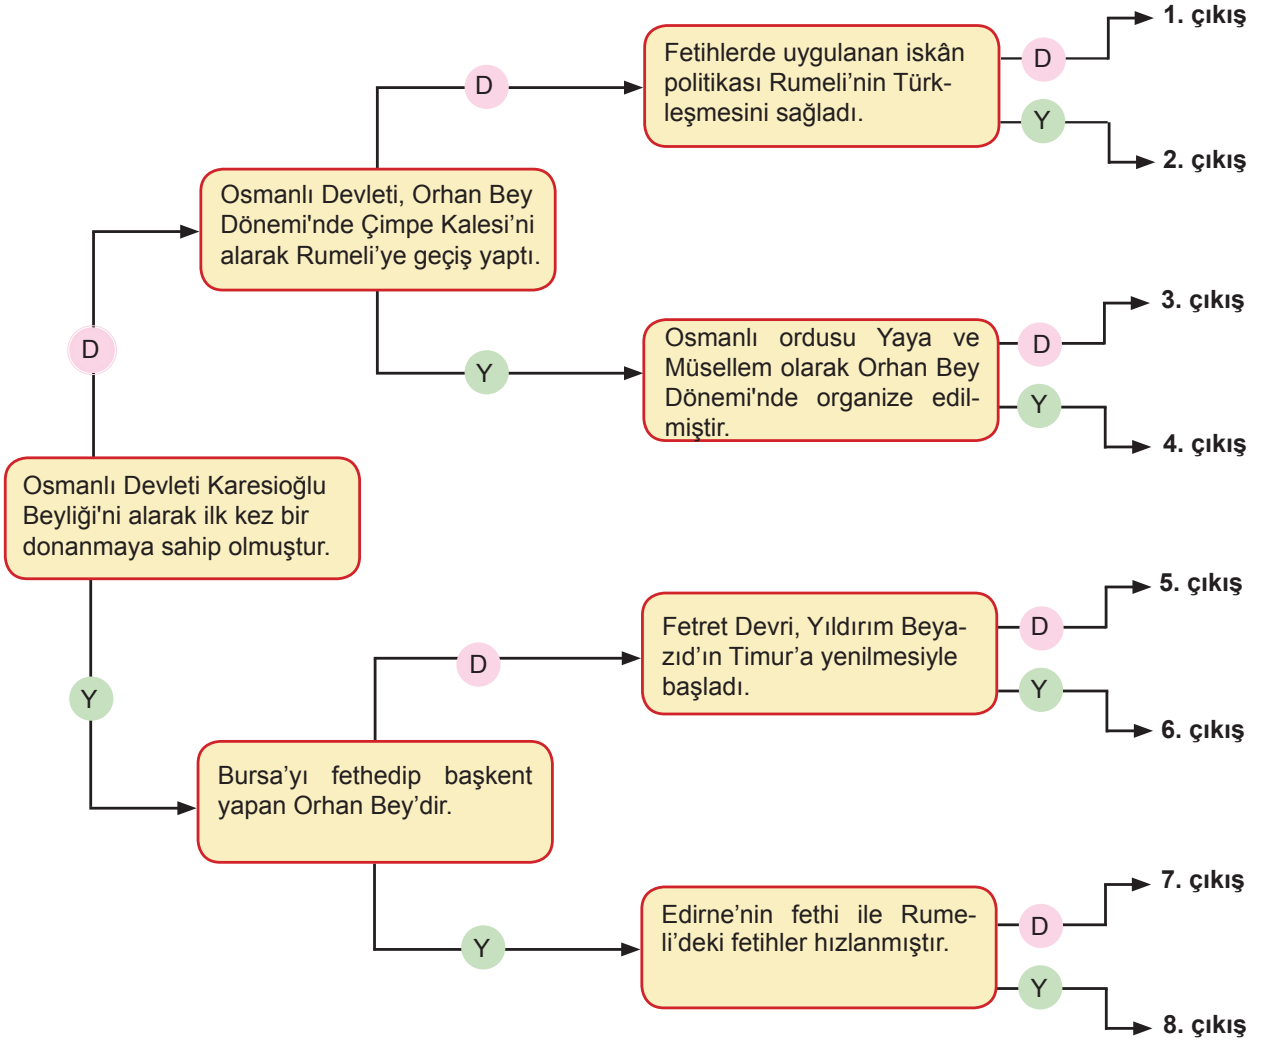 D
Fetihlerde uygulanan iskân
politikası Rumeli’nin Türk-
leşmesini sağladı.
D
1. çıkış
Y
2. çıkış
Osmanlı Devleti, Orhan Bey
Dönemi'nde Çimpe Kalesi’ni
alarak Rumeli’ye geçiş yaptı.
D
Y
Osmanlı ordusu Yaya ve
Müsellem olarak Orhan Bey
Dönemi'nde organize edil-
miştir.
D
3. çıkış
Y
4. çıkış
Osmanlı Devleti Karesioğlu
Beyliği'ni alarak ilk kez bir
donanmaya sahip olmuştur.
Y
D
Fetret Devri, Yıldırım Beya-
zıd’ın Timur’a yenilmesiyle
başladı.
D
5. çıkış
Y
6. çıkış
Bursa’yı fethedip başkent
yapan Orhan Bey’dir.
Y
Edirne’nin fethi ile Rume-
li’deki fetihler hızlanmıştır.
D
7. çıkış
Y
8. çıkış